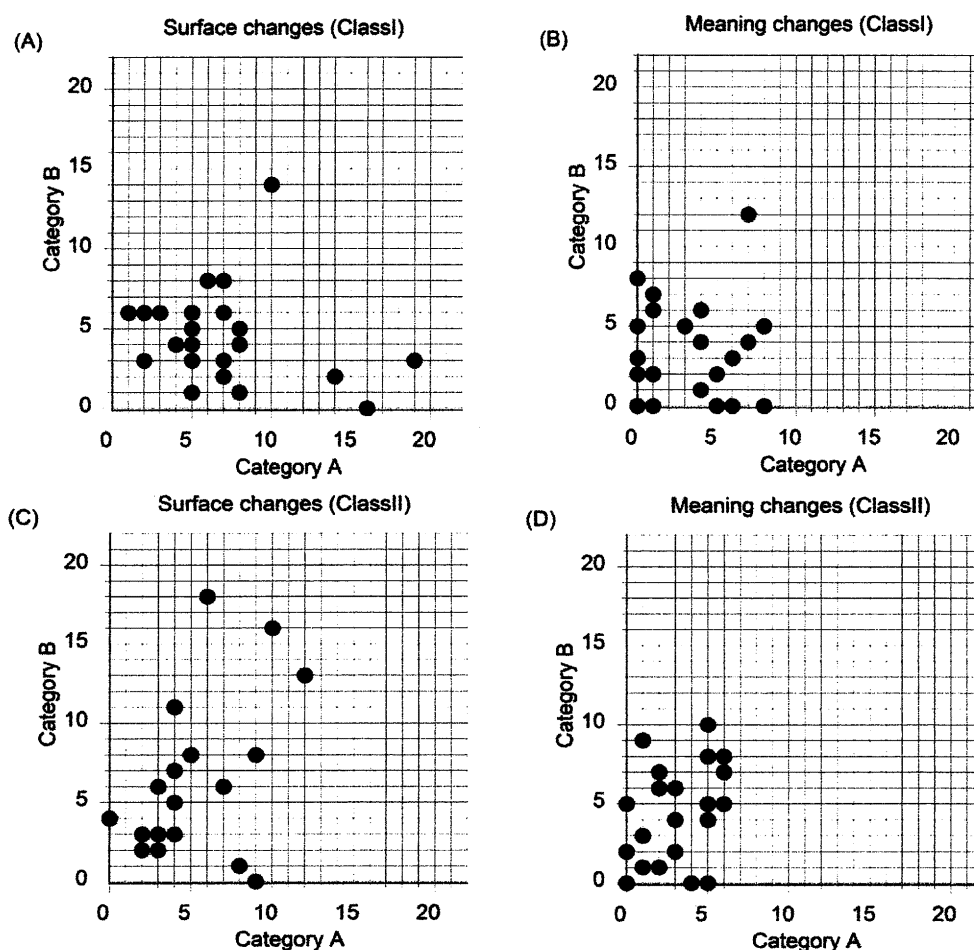 (A)
Surface changes (ClassI)
20
15
10
5
0
Category B
0 5 10 15 20
Category A
(B)
Meaning changes (ClassI)
20
15
10
5
0
Category B
0 5 10 15 20
Category A
(C)
Surface changes (ClassII)
20
15
10
5
0
Category B
0 5 10 15 20
Category A
(D)
Meaning changes (ClassII)
20
15
10
5
0
Category B
0 5 10 15 20
Category A